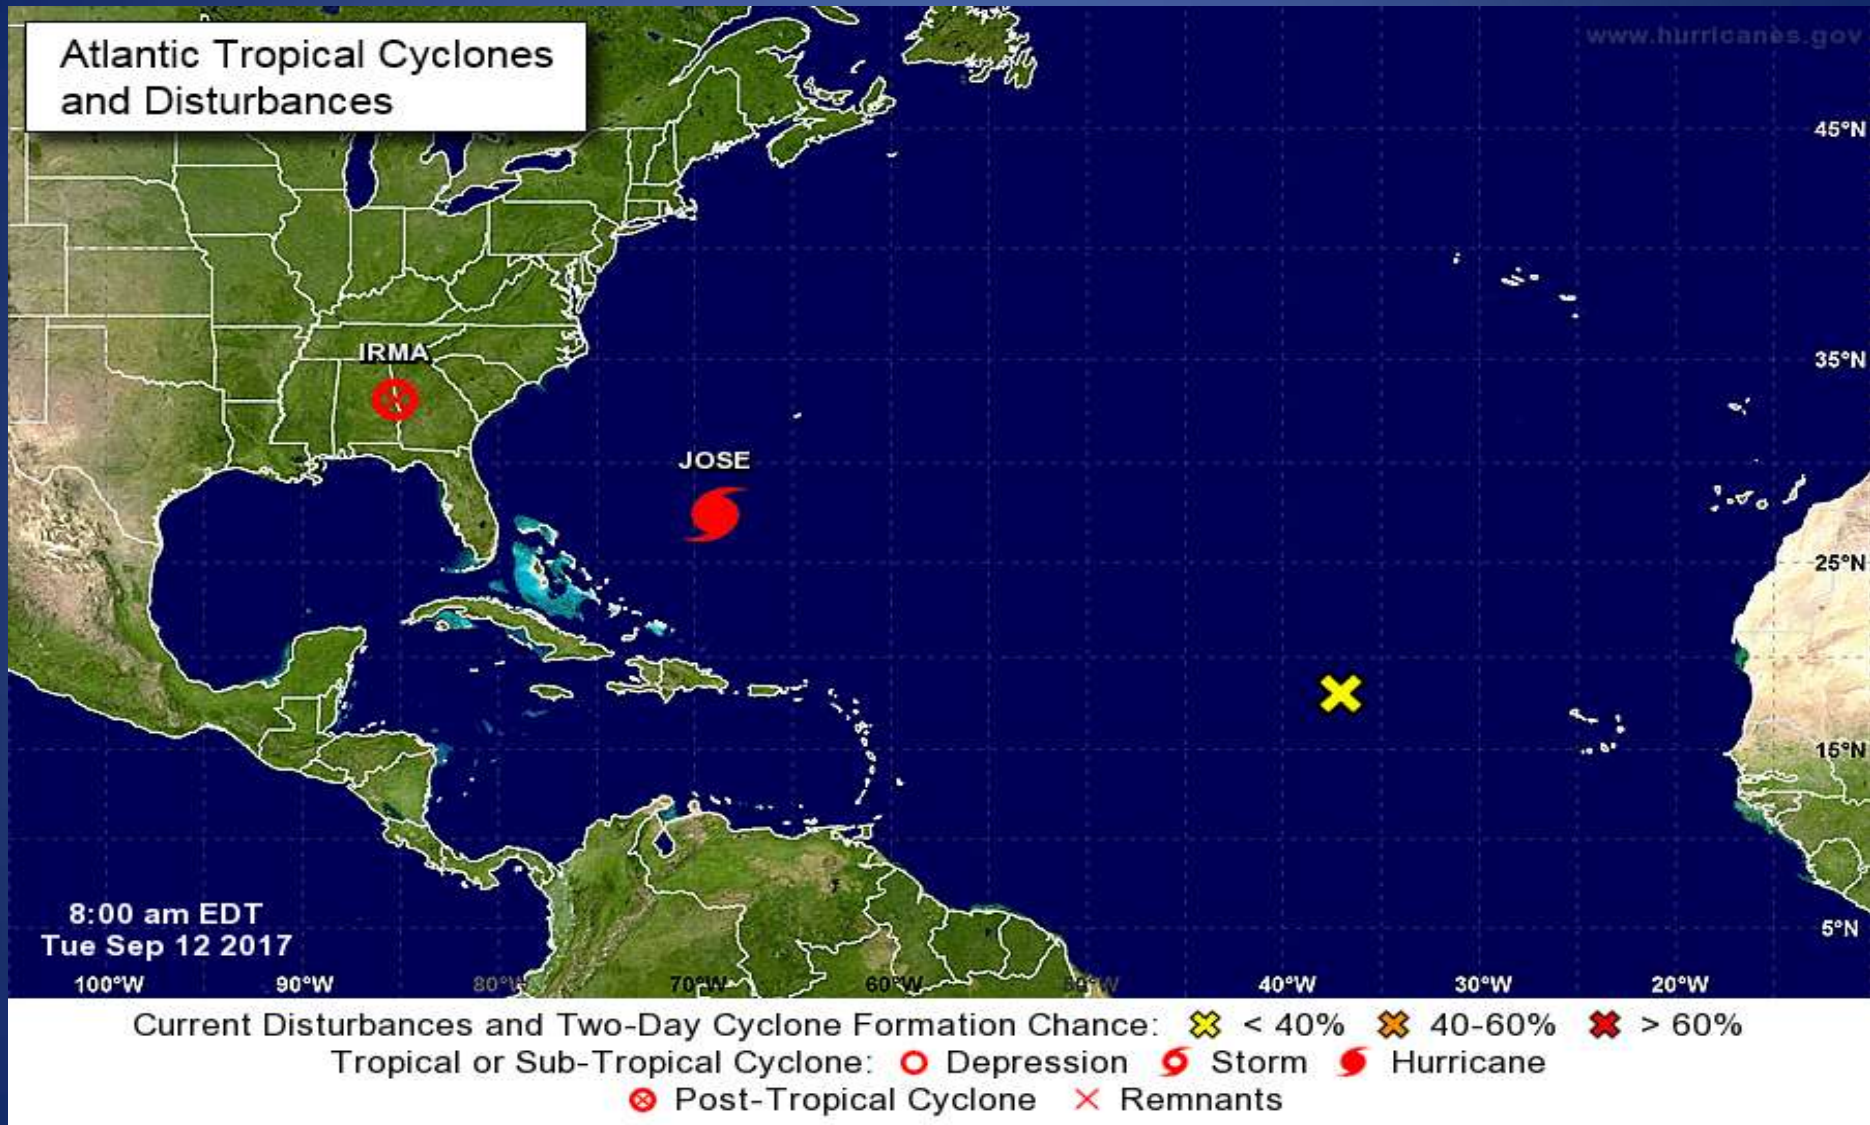 Atlantic Tropical Cyclones
and Disturbances
www.hurricanes.gov
45°N
IRMA
35°N
JOSE
25°N
15°N
8:00 am EDT
Tue Sep 12 2017
5°N
100°W 90°W 80°W 70°W 60°W 50°W 40°W 30°W 20°W
Current Disturbances and Two-Day Cyclone Formation Chance: < 40% 40-60% > 60%
Tropical or Sub-Tropical Cyclone: Depression Storm Hurricane
Post-Tropical Cyclone Remnants